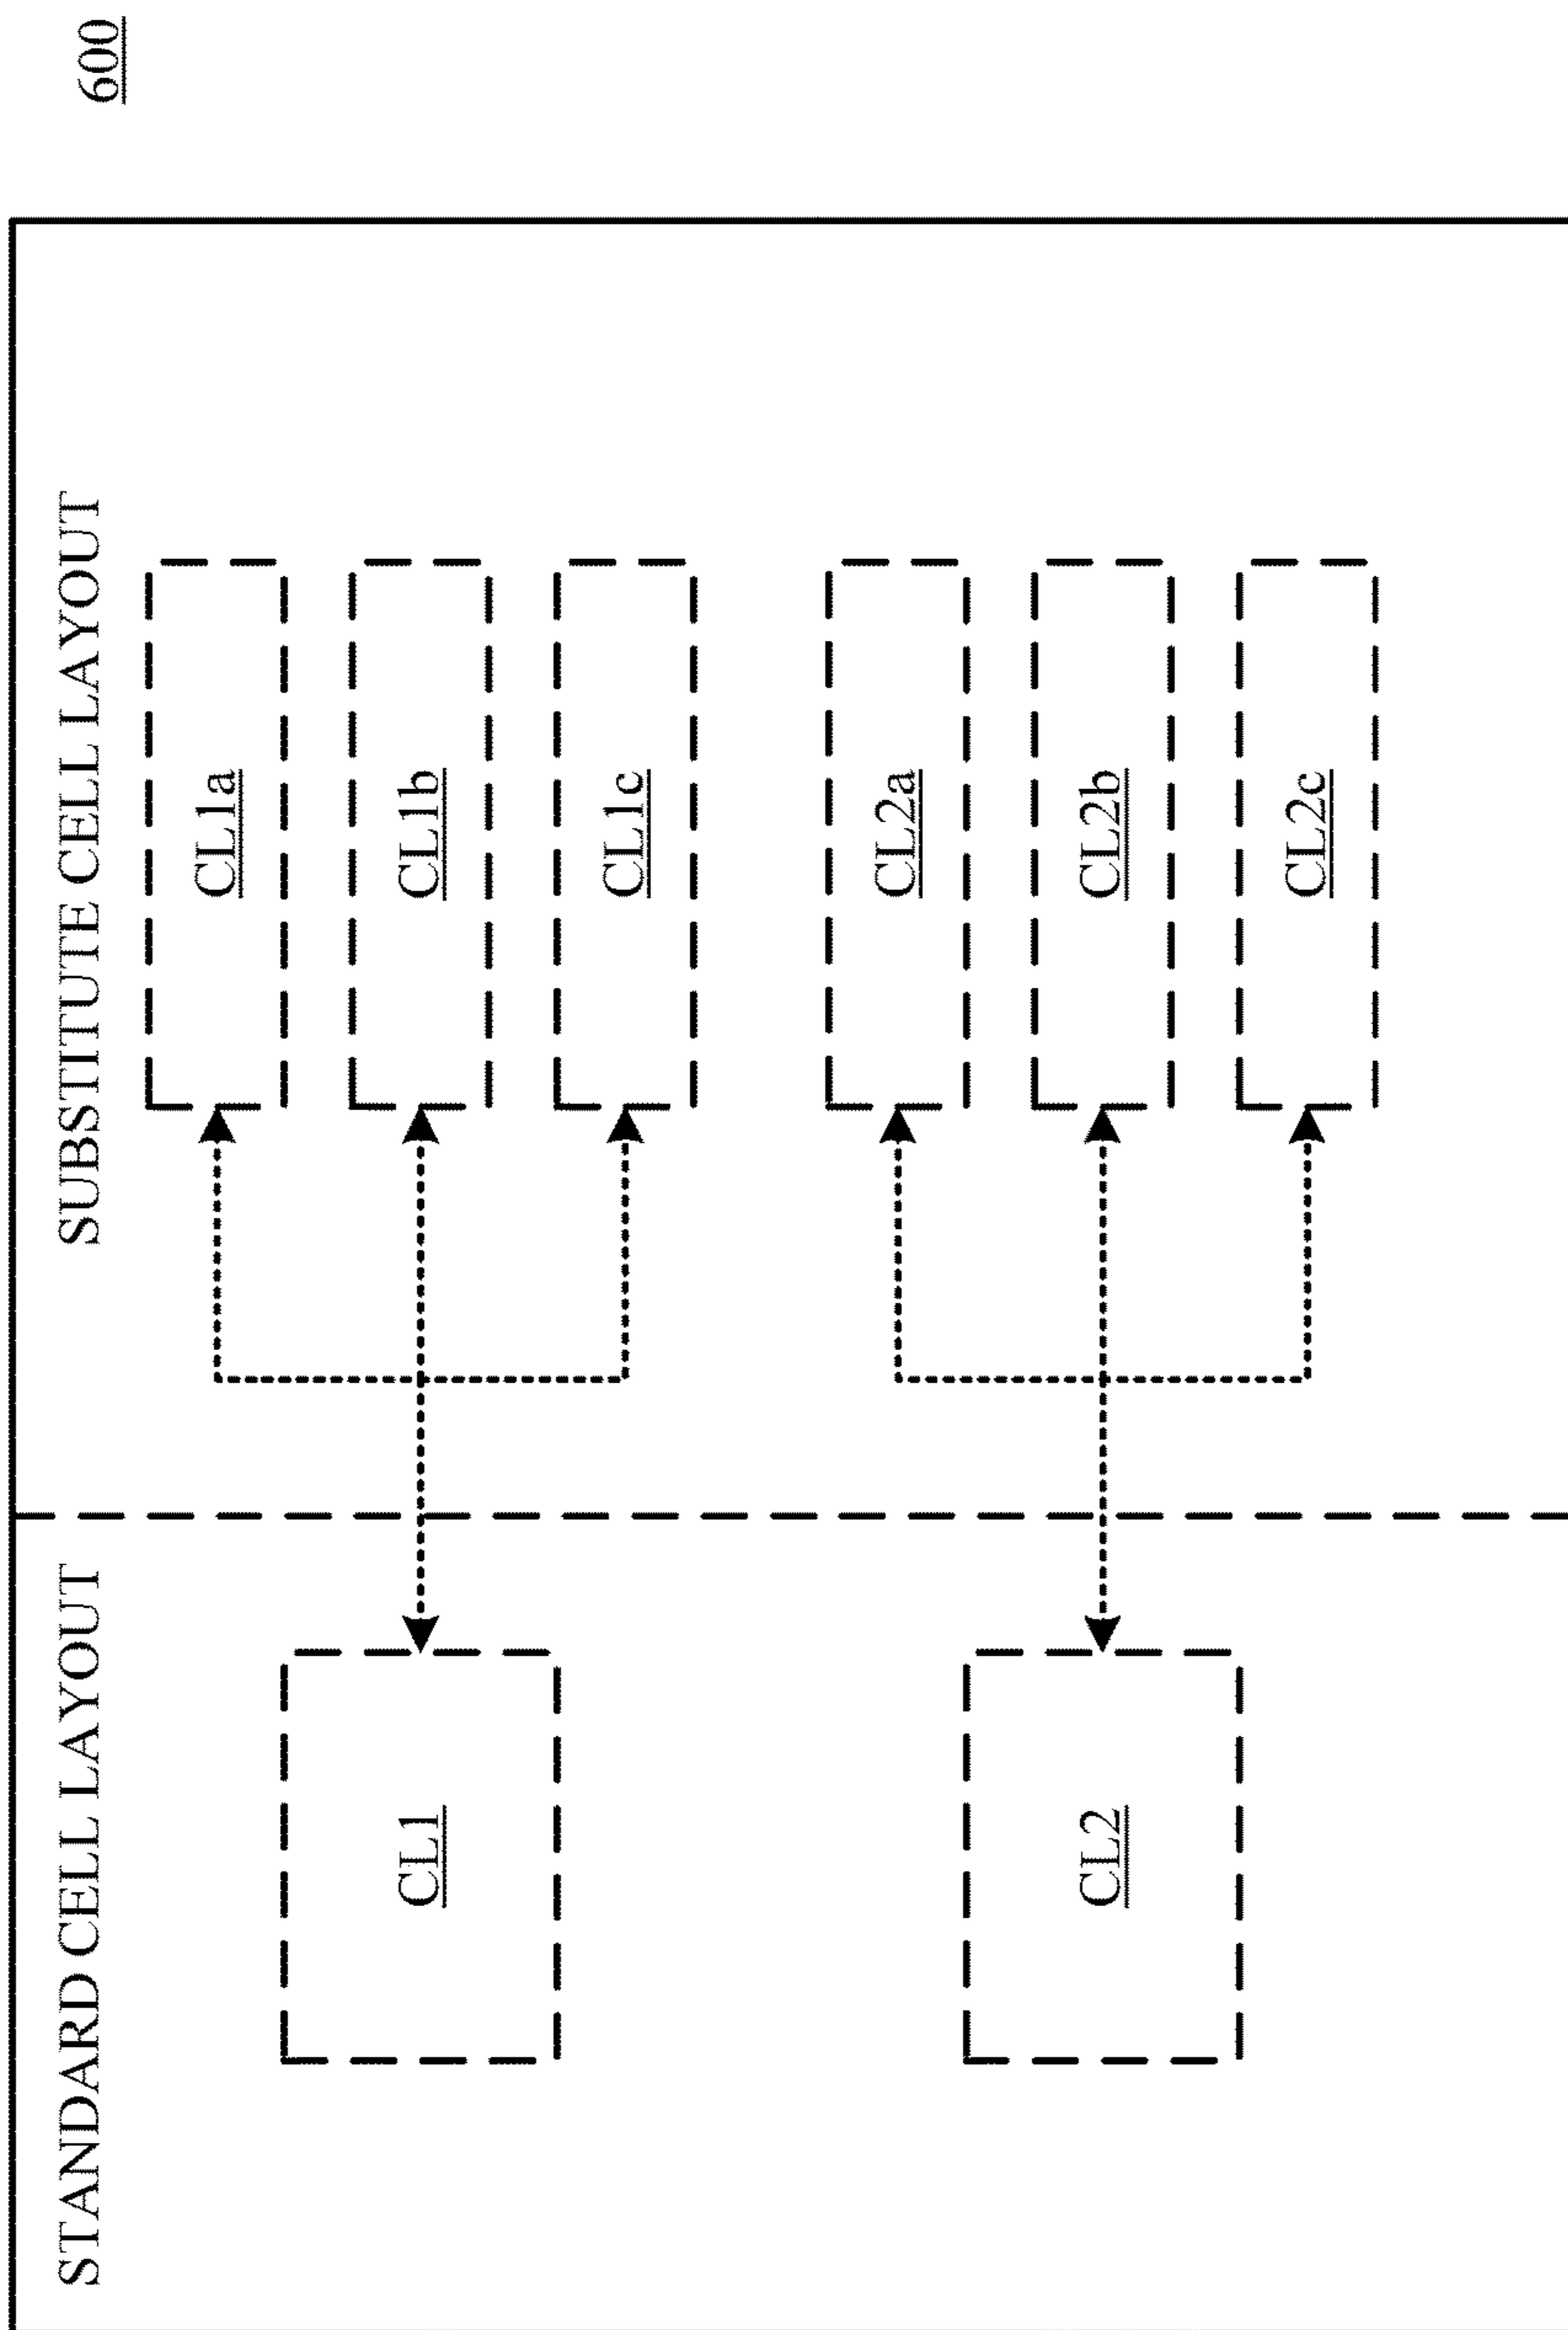 600
STANDARD CELL LAYOUT
SUBSTITUTE CELL LAYOUT
CL1
CL1a
CL1b
CL1c
CL2
CL2a
CL2b
CL2c